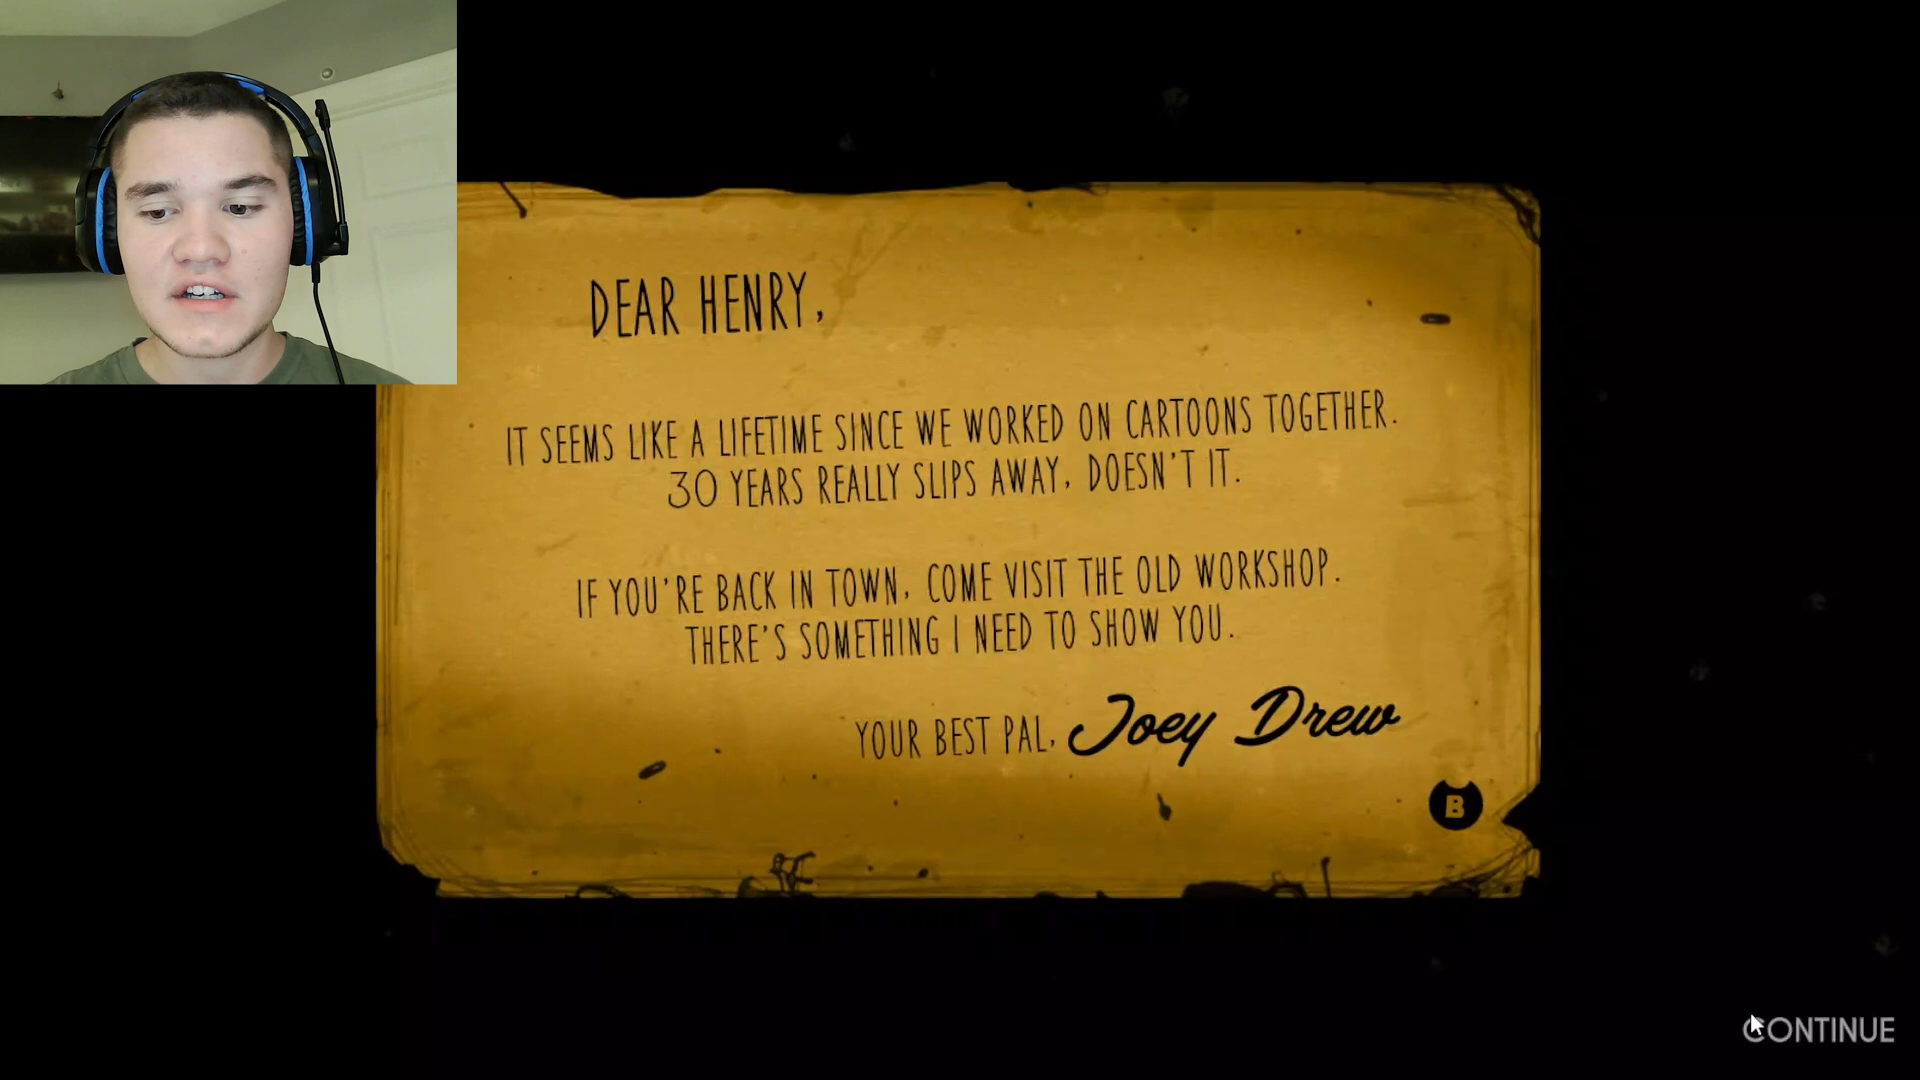 DEAR HENRY,
IT SEEMS LIKE A LIFETIME SINCE WE WORKED ON CARTOONS TOGETHER.
30 YEARS REALLY SLIPS AWAY, DOESN'T IT.
IF YOU'RE BACK IN TOWN, COME VISIT THE OLD WORKSHOP.
THERE'S SOMETHING I NEED TO SHOW YOU.
YOUR BEST PAL, Joey Drew
B
CONTINUE